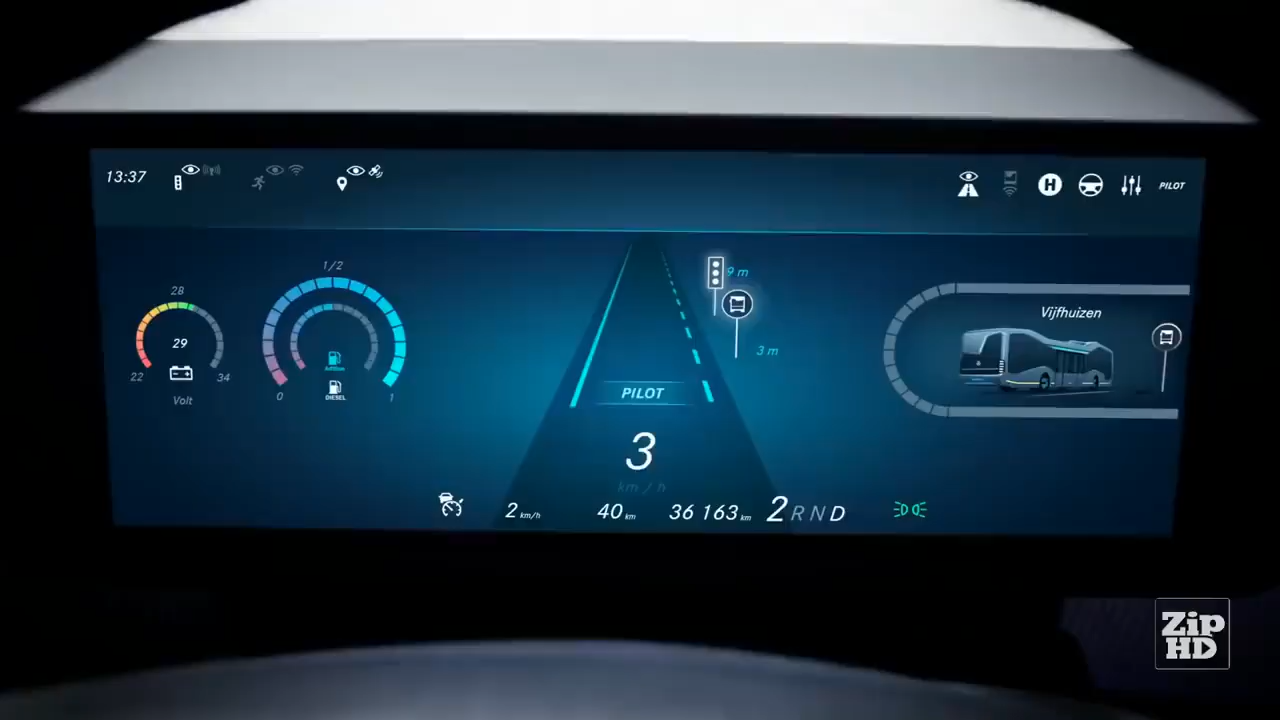 13:37
H
PILOT
1/2
28
29
22
34
Volt
AdBlue
DIESEL
0
1
9 m
3 m
PILOT
3
km / h
2 km/h
40 km
36 163 km
2 R N D
Vijfhuizen
Zip
HD